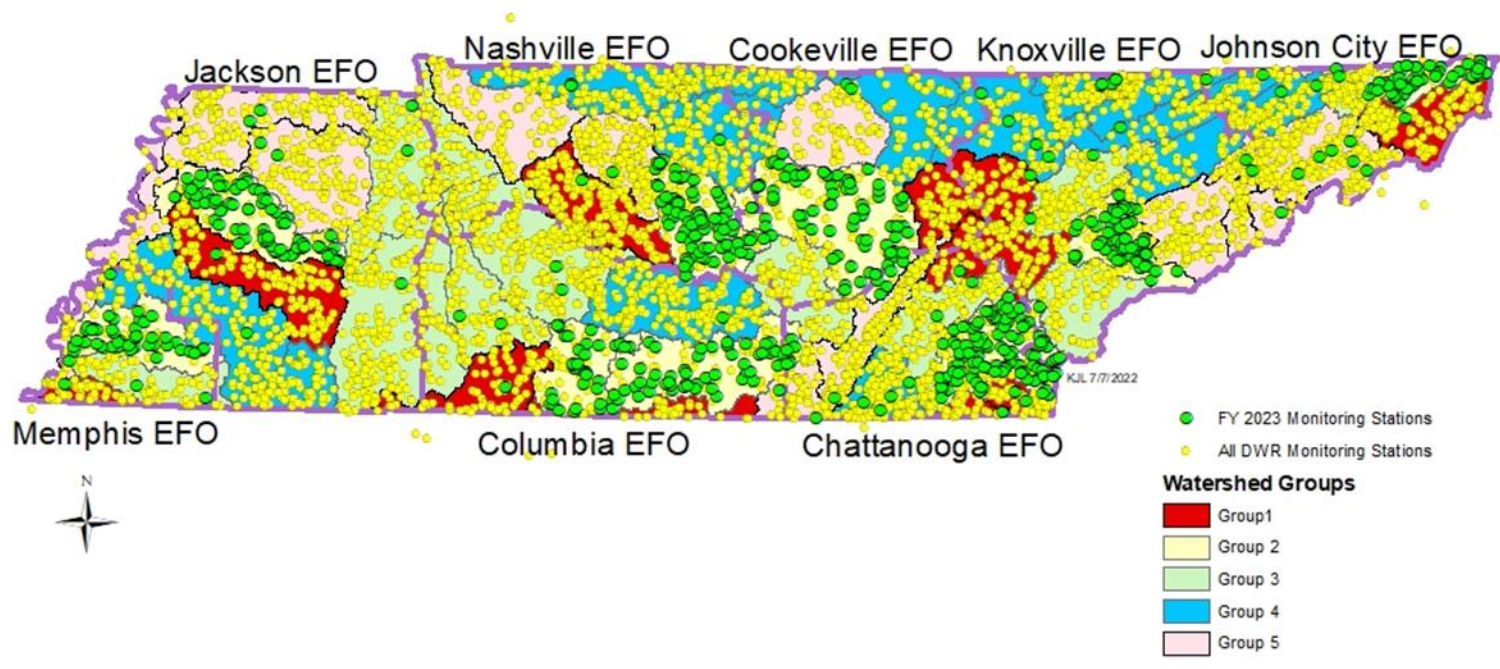 Nashville EFO
Cookeville EFO
Knoxville EFO
Johnson City EFO
Jackson EFO
KJL 7/7/2022
Memphis EFO
Columbia EFO
Chattanooga EFO
FY 2023 Monitoring Stations
All DWR Monitoring Stations
Watershed Groups
N
Group1
Group 2
Group 3
Group 4
Group 5